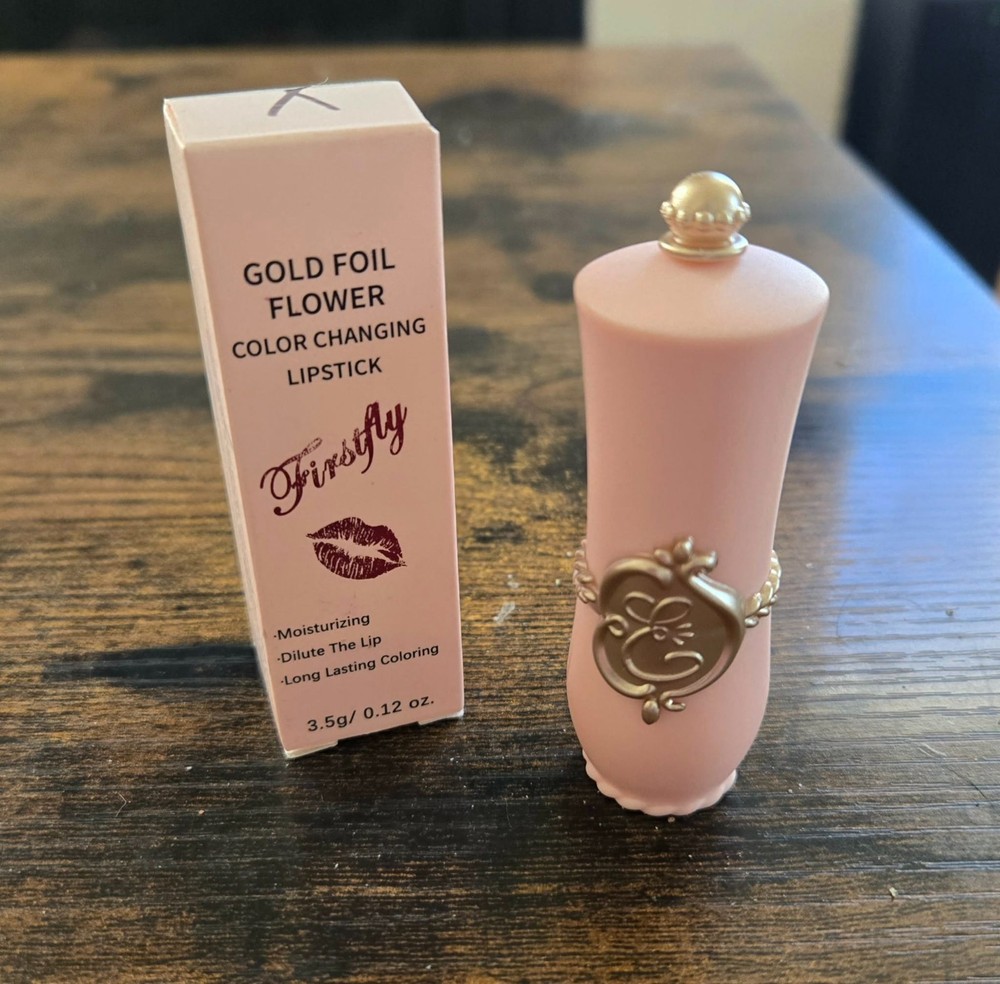 GOLD FOIL
FLOWER
COLOR CHANGING
LIPSTICK
Firstfly
·Moisturizing
·Dilute The Lip
·Long Lasting Coloring
3.5g/ 0.12 oz.